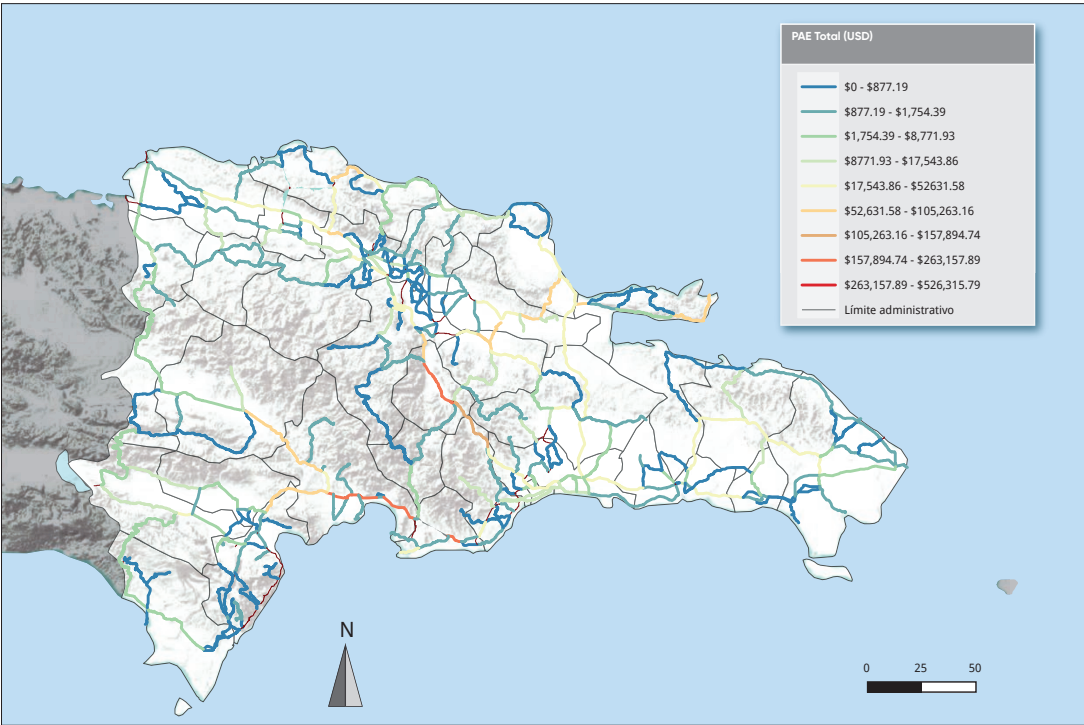 PAE Total (USD)
$0 - $877.19
$877.19 - $1,754.39
$1,754.39 - $8,771.93
$8771.93 - $17,543.86
$17,543.86 - $52631.58
$52,631.58 - $105,263.16
$105,263.16 - $157,894.74
$157,894.74 - $263,157.89
$263,157.89 - $526,315.79
Límite administrativo
N
0 25 50